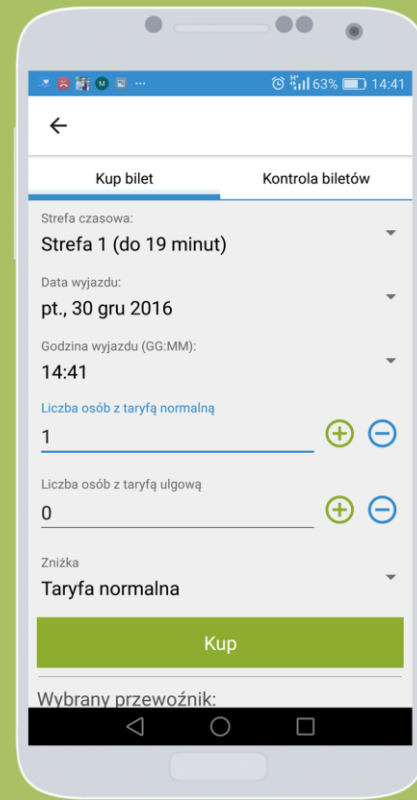 63% 14:41
Kup bilet
Kontrola biletów
Strefa czasowa:
Strefa 1 (do 19 minut)
Data wyjazdu:
pt., 30 gru 2016
Godzina wyjazdu (GG:MM):
14:41
Liczba osób z taryfą normalną
1
Liczba osób z taryfą ulgową
0
Zniżka
Taryfa normalna
Kup
Wybrany przewoźnik: